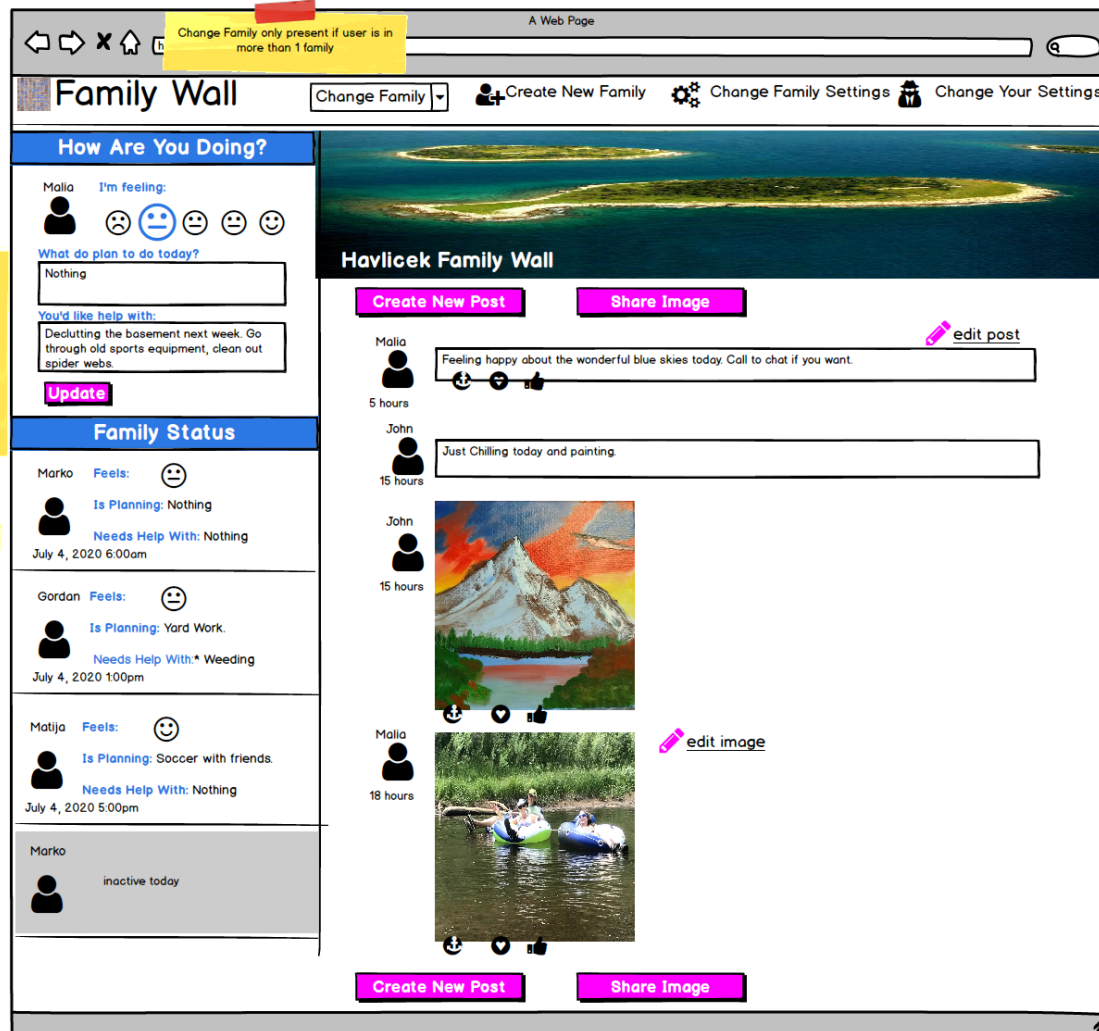 A Web Page
Change Family only present if user is in
more than 1 family
h
Family Wall
Change Family
Create New Family
Change Family Settings
Change Your Settings
How Are You Doing?
Malia
I'm feeling:
What do plan to do today?
Nothing
You'd like help with:
Declutting the basement next week. Go
through old sports equipment, clean out
spider webs.
Update
Family Status
Marko Feels:
Is Planning: Nothing
Needs Help With: Nothing
July 4, 2020 6:00am
Gordan Feels:
Is Planning: Yard Work.
Needs Help With:* Weeding
July 4, 2020 1:00pm
Matija Feels:
Is Planning: Soccer with friends.
Needs Help With: Nothing
July 4, 2020 5:00pm
Marko
inactive today
Havlicek Family Wall
Create New Post
Share Image
edit post
Malia
Feeling happy about the wonderful blue skies today. Call to chat if you want.
5 hours
John
Just Chilling today and painting.
15 hours
John
15 hours
Malia
edit image
18 hours
Create New Post
Share Image